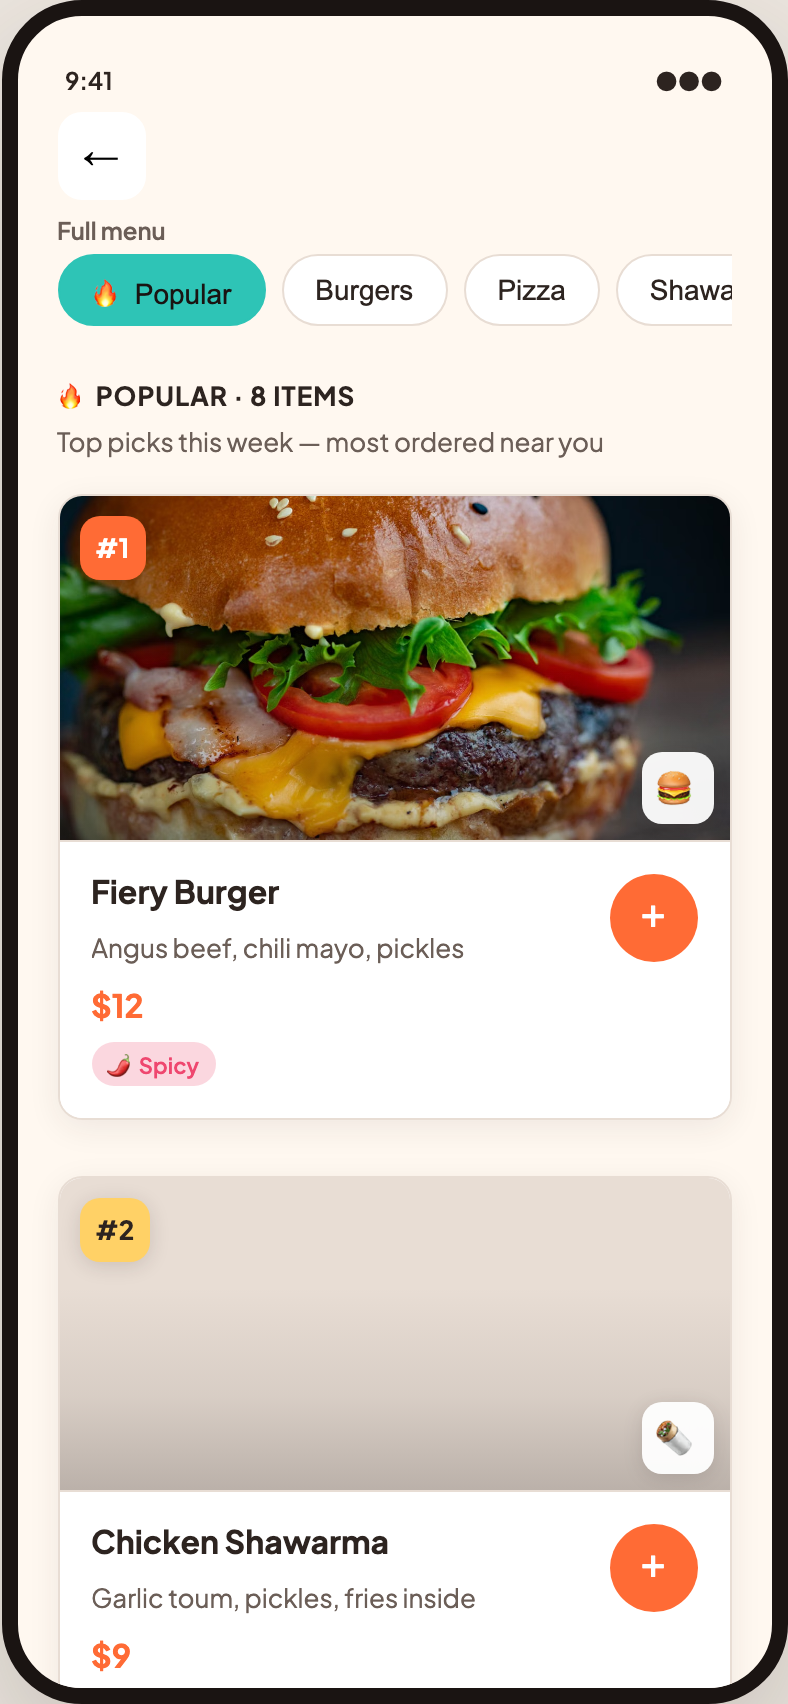 9:41
←
Full menu
🔥 Popular
Burgers
Pizza
Shawa
🔥 POPULAR · 8 ITEMS
Top picks this week — most ordered near you
#1
Fiery Burger
+
Angus beef, chili mayo, pickles
$12
🌶️ Spicy
#2
Chicken Shawarma
+
Garlic toum, pickles, fries inside
$9